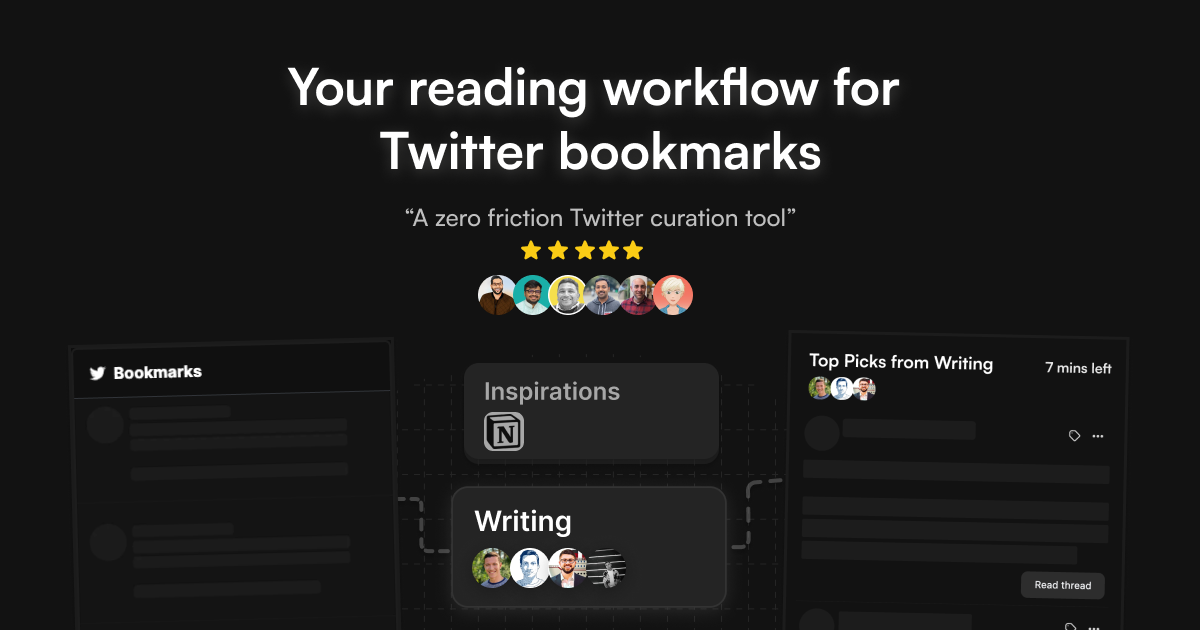 Your reading workflow for
Twitter bookmarks
“A zero friction Twitter curation tool”
Bookmarks
Inspirations
N
Writing
Top Picks from Writing
7 mins left
Read thread